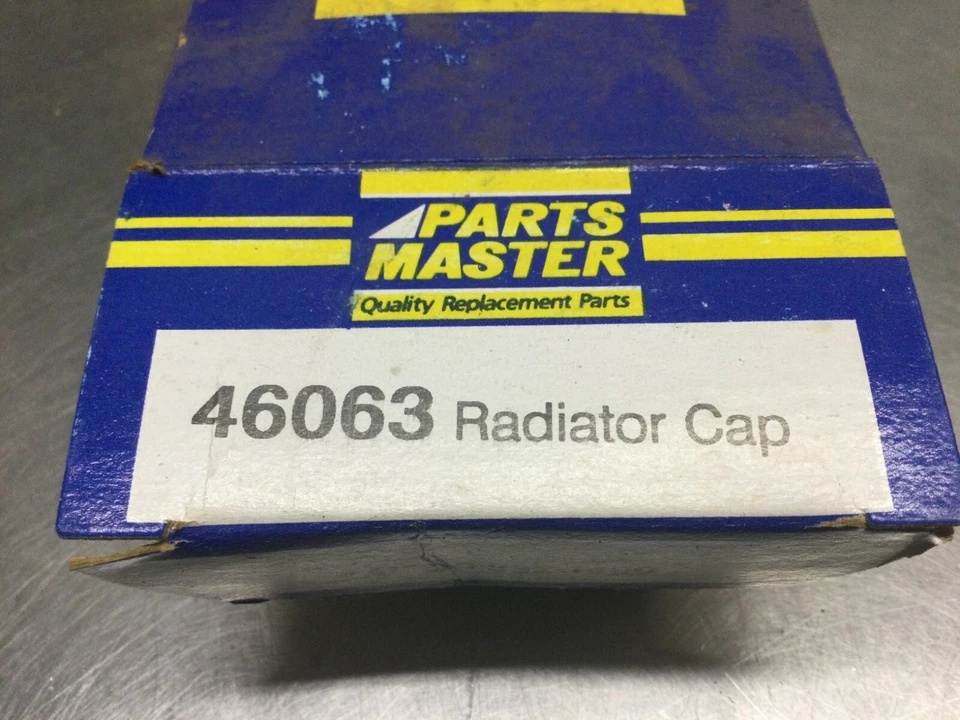 PARTS
MASTER
Quality Replacement Parts
46063 Radiator Cap